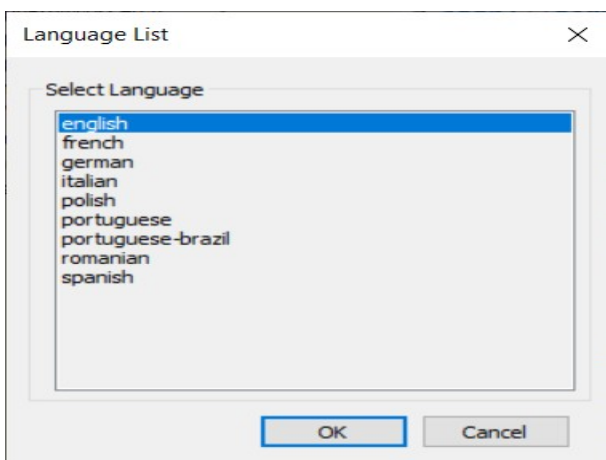 Language List
Select Language
english
french
german
italian
polish
portuguese
portuguese-brazil
romanian
spanish
OK Cancel